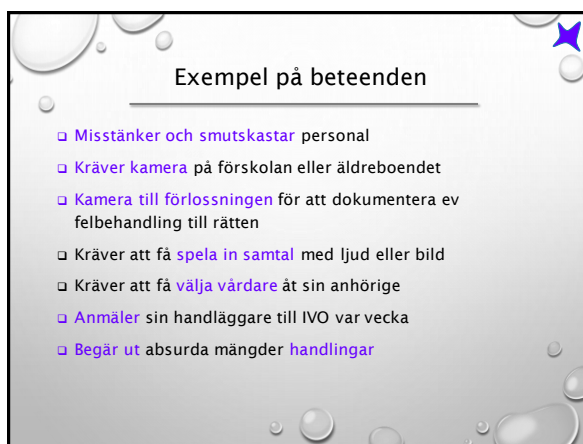 Exempel på beteenden
Misstänker och smutskastar personal
Kräver kamera på förskolan eller äldreboendet
Kamera till förlossningen för att dokumentera ev
felbehandling till rätten
Kräver att få spela in samtal med ljud eller bild
Kräver att få välja vårdare åt sin anhörige
Anmäler sin handläggare till IVO var vecka
Begär ut absurda mängder handlingar